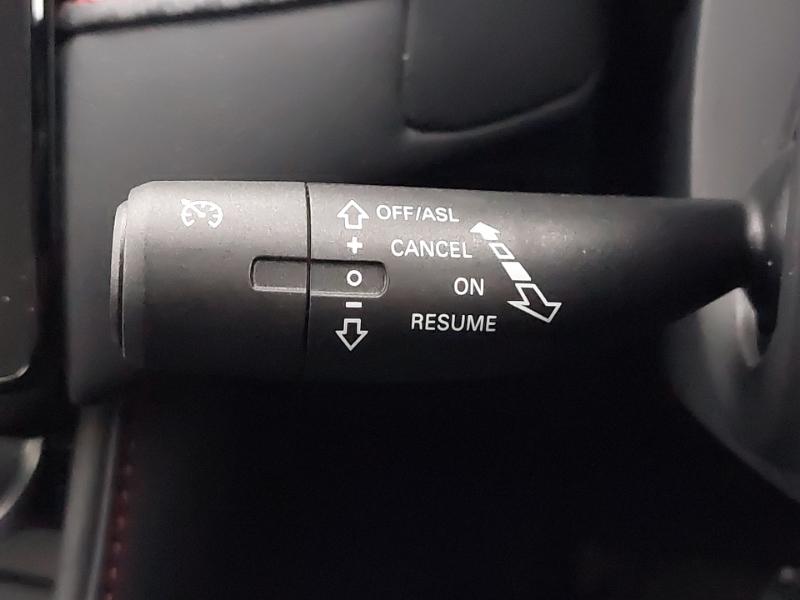 OFF/ASL
+ CANCEL
O ON
- RESUME